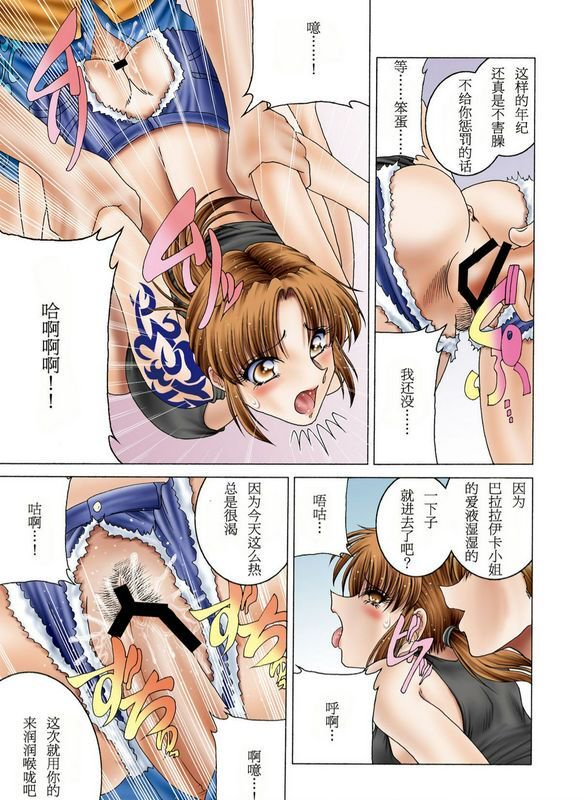 这样的年纪
还真是不害臊
不给你惩罚的话
等……笨蛋……
我还没……
噫……！
哈啊啊啊！！
因为
巴拉拉伊卡小姐
的爱液湿湿的
一下子
就进去了吧？
唔咕…
呼啊…
因为今天这么热
总是很渴
咕啊…！
啊噫…！
这次就用你的
来润润喉咙吧